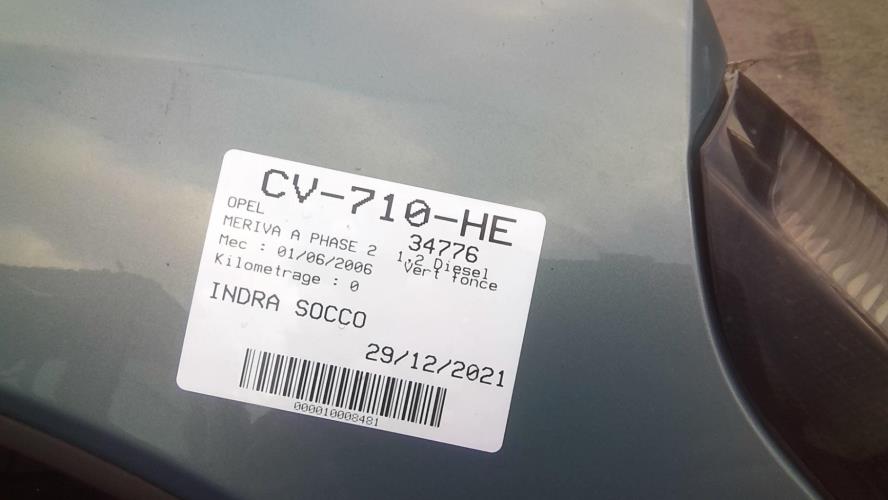 CV-710-HE
OPEL
34776
MERIVA A PHASE 2
1,2 Diesel
Mec : 01/06/2006
Vert fonce
Kilometrage : 0
INDRA SOCCO
29/12/2021
000010008481